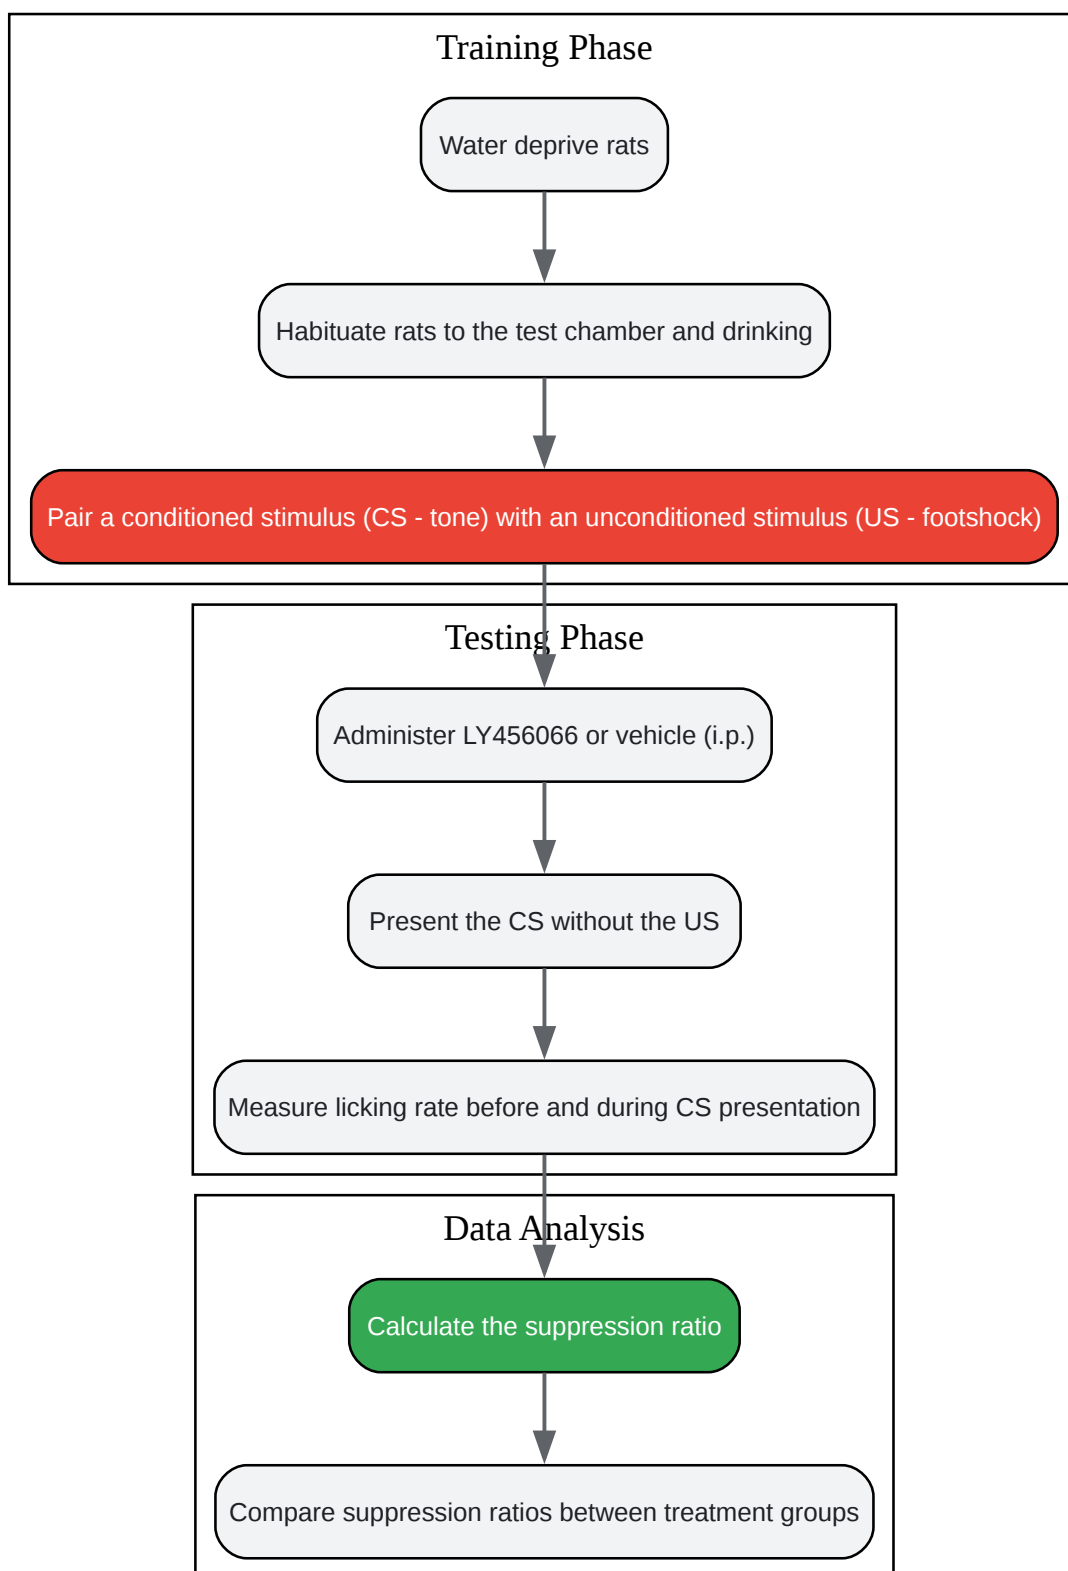 Training Phase
Water deprive rats
Habituate rats to the test chamber and drinking
Pair a conditioned stimulus (CS - tone) with an unconditioned stimulus (US - footshock)
Testing Phase
Administer LY456066 or vehicle (i.p.)
Present the CS without the US
Measure licking rate before and during CS presentation
Data Analysis
Calculate the suppression ratio
Compare suppression ratios between treatment groups